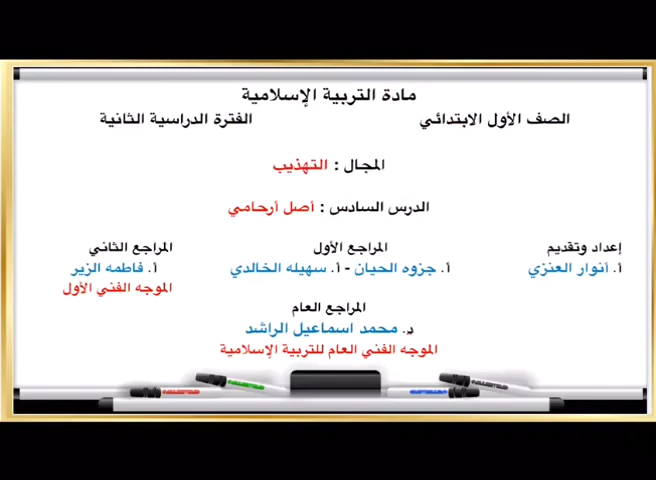 مادة التربية الإسلامية
الصف الأول الابتدائي
الفترة الدراسية الثانية
المجال : التهذيب
الدرس السادس : أصل أرحامي
إعداد وتقديم
أ. أنوار العنزي
المراجع الأول
أ. جزوه الحيان - أ. سهيله الخالدي
المراجع الثاني
أ. فاطمه الزير
الموجه الفني الأول
المراجع العام
د. محمد اسماعيل الراشد
الموجه الفني العام للتربية الإسلامية